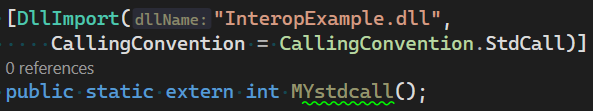 [DllImport(dllName:"InteropExample.dll",
CallingConvention = CallingConvention.StdCall)]
0 references
public static extern int MYstdcall();